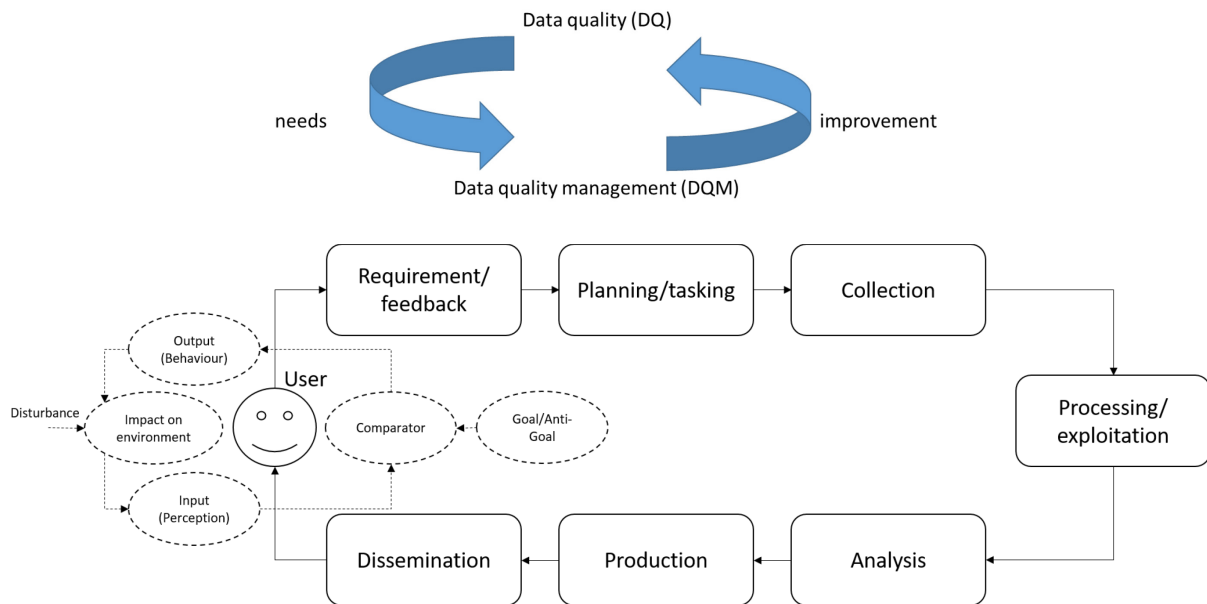 Data quality (DQ)
needs
improvement
Data quality management (DQM)
Requirement/
feedback
Planning/tasking
Collection
Output
(Behaviour)
User
Disturbance
Impact on
environment
Comparator
Goal/Anti-
Goal
Processing/
exploitation
Input
(Perception)
Dissemination
Production
Analysis